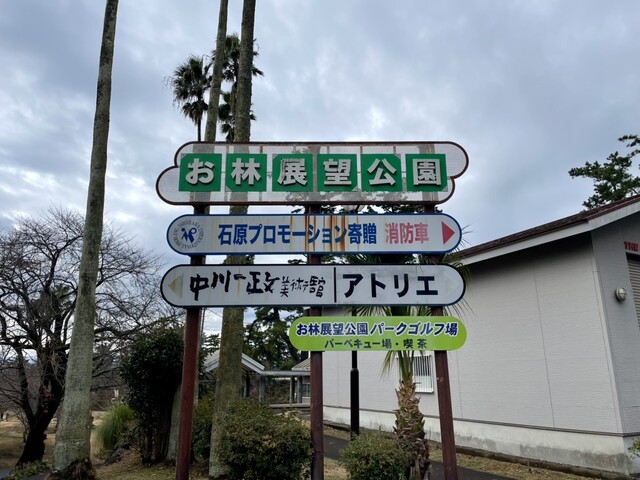 お林展望公園
石原プロモーション寄贈 消防車
中川一政美術館 アトリエ
お林展望公園パークゴルフ場
バーベキュー場・喫茶